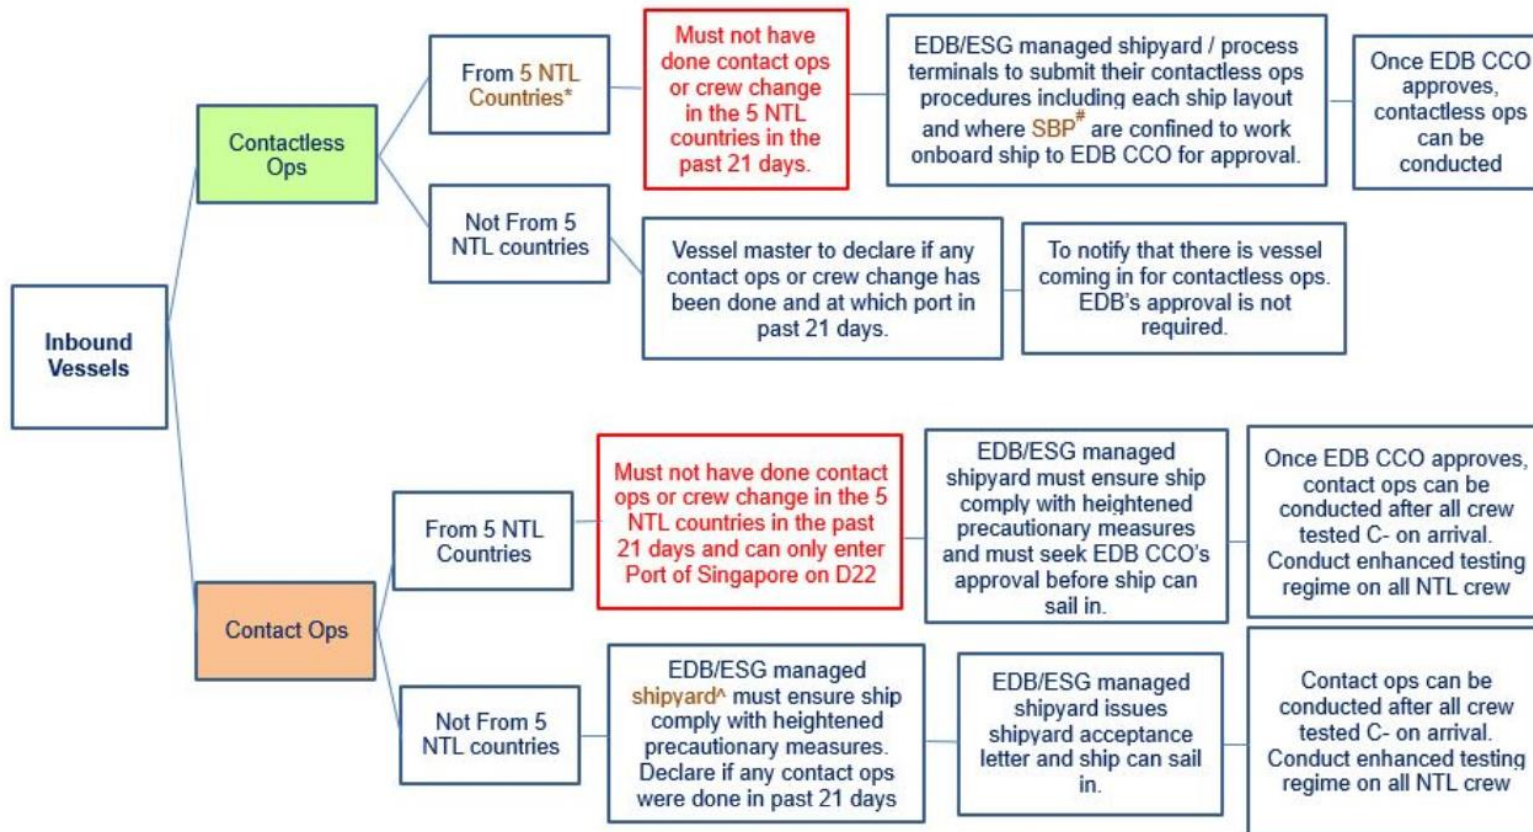 Inbound
Vessels
Contactless
Ops
From 5 NTL
Countries*
Must not have
done contact ops
or crew change
in the 5 NTL
countries in the
past 21 days.
EDB/ESG managed shipyard / process
terminals to submit their contactless ops
procedures including each ship layout
and where SBP# are confined to work
onboard ship to EDB CCO for approval.
Once EDB CCO
approves,
contactless ops
can be
conducted
Not From 5
NTL countries
Vessel master to declare if any
contact ops or crew change has
been done and at which port in
past 21 days.
To notify that there is vessel
coming in for contactless ops.
EDB's approval is not
required.
Contact Ops
From 5 NTL
Countries
Must not have done contact
ops or crew change in the 5
NTL countries in the past
21 days and can only enter
Port of Singapore on D22
EDB/ESG managed
shipyard must ensure ship
comply with heightened
precautionary measures
and must seek EDB CCO's
approval before ship can
sail in.
Once EDB CCO approves,
contact ops can be
conducted after all crew
tested C- on arrival.
Conduct enhanced testing
regime on all NTL crew
Not From 5
NTL countries
EDB/ESG managed
shipyard^ must ensure ship
comply with heightened
precautionary measures.
Declare if any contact ops
were done in past 21 days
EDB/ESG managed
shipyard issues
shipyard acceptance
letter and ship can sail
in.
Contact ops can be
conducted after all crew
tested C- on arrival.
Conduct enhanced testing
regime on all NTL crew